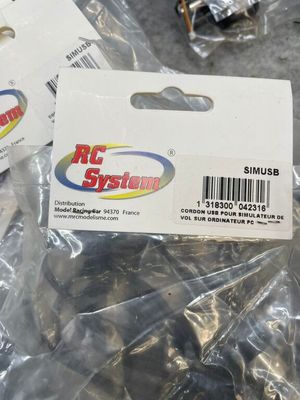 SIMUSB
RC
System
®
Distribution
Model Racing Car 94370 France
www.mrcmodelisme.com
SIMUSB
1 318300 042316
CORDON USB POUR SIMULATEUR DE
VOL SUR ORDINATEUR PC